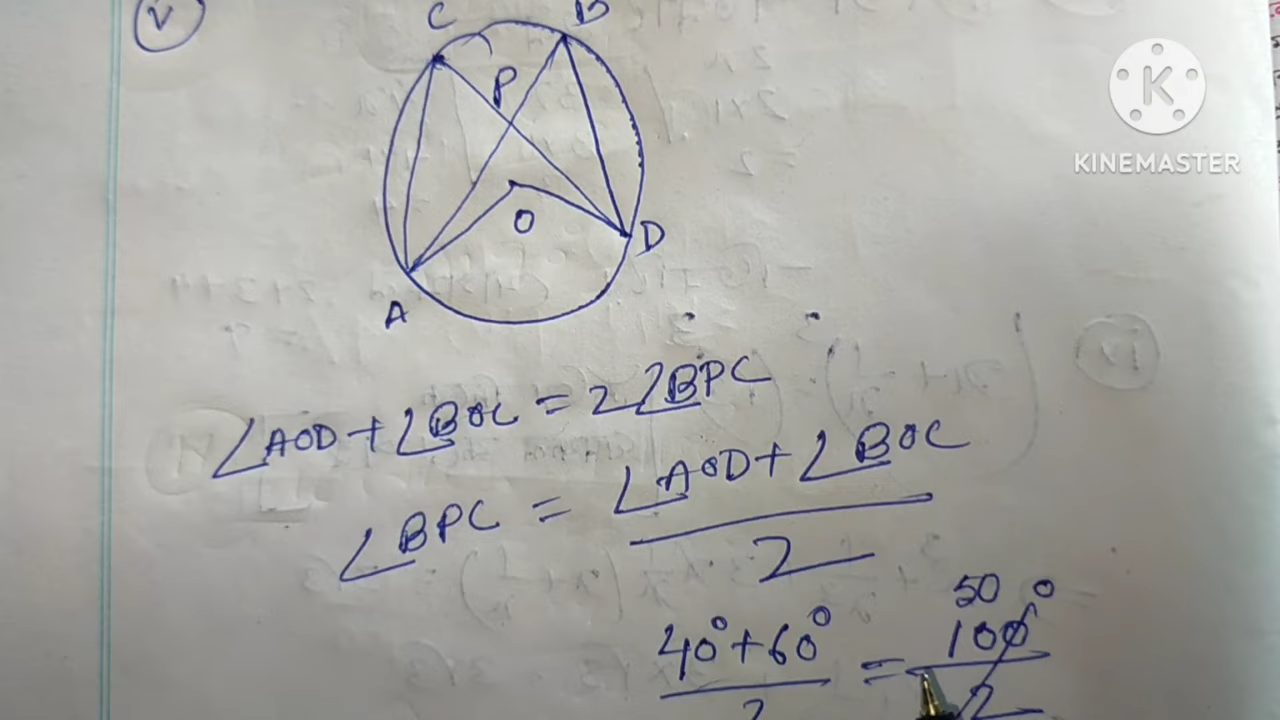 v
C B
P
K
KINEMASTER
O
D
A
∠AOD + ∠BOC = 2∠BPC
∠BPC = ∠AOD + ∠BOC / 2
40° + 60° / 2 = 100° / 2 50°